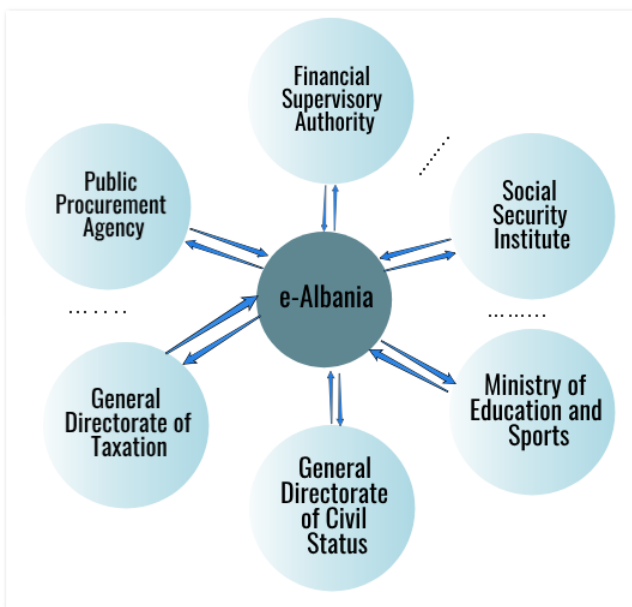 Financial
Supervisory
Authority
Public
Procurement
Agency
Social
Security
Institute
e-Albania
General
Directorate of
Taxation
Ministry of
Education and
Sports
General
Directorate
of Civil
Status